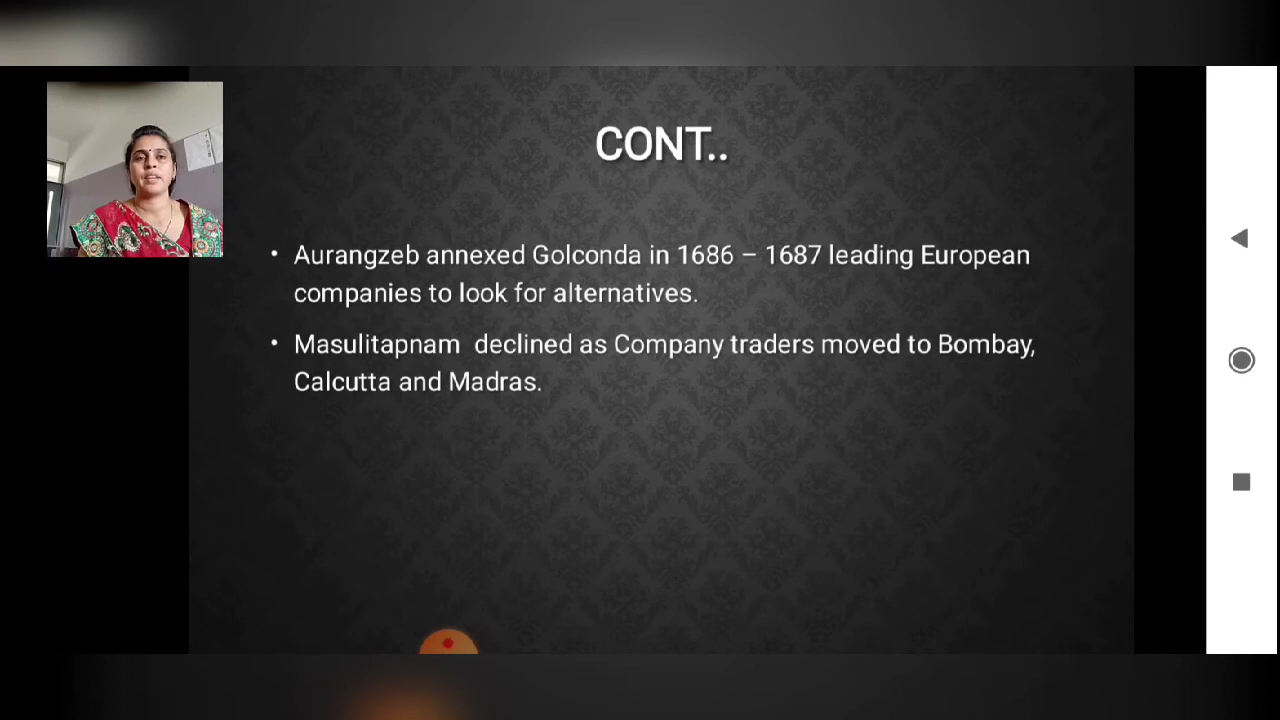 CONT..
• Aurangzeb annexed Golconda in 1686 – 1687 leading European
companies to look for alternatives.
• Masulitapnam declined as Company traders moved to Bombay,
Calcutta and Madras.